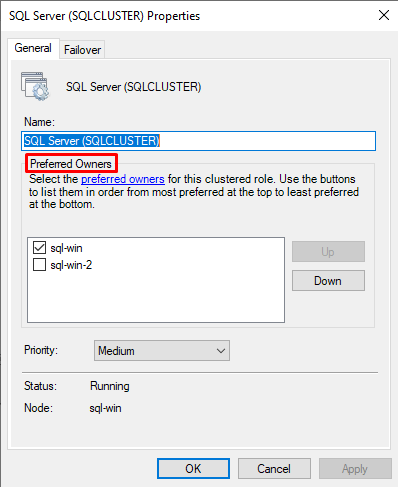 SQL Server (SQLCLUSTER) Properties
General
Failover
SQL Server (SQLCLUSTER)
Name:
SQL Server (SQLCLUSTER)
Preferred Owners
Select the preferred owners for this clustered role. Use the buttons
to list them in order from most preferred at the top to least preferred
at the bottom.
sql-win
sql-win-2
Up
Down
Priority:
Medium
Status:
Running
Node:
sql-win
OK
Cancel
Apply